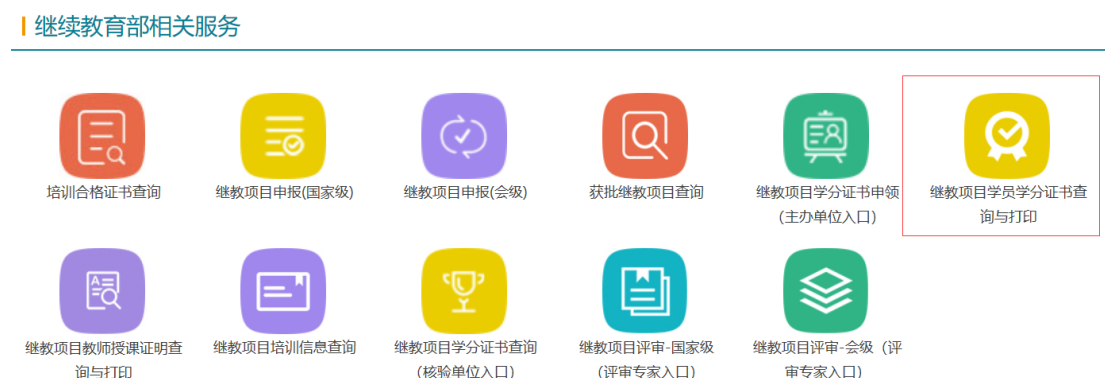 继续教育部相关服务
培训合格证书查询
继教项目申报(国家级)
继教项目申报(会级)
获批继教项目查询
继教项目学分证书申领
（主办单位入口）
继教项目学员学分证书查
询与打印
继教项目教师授课证明查
询与打印
继教项目培训信息查询
继教项目学分证书查询
（核验单位入口）
继教项目评审-国家级
（评审专家入口）
继教项目评审-会级（评
审专家入口）